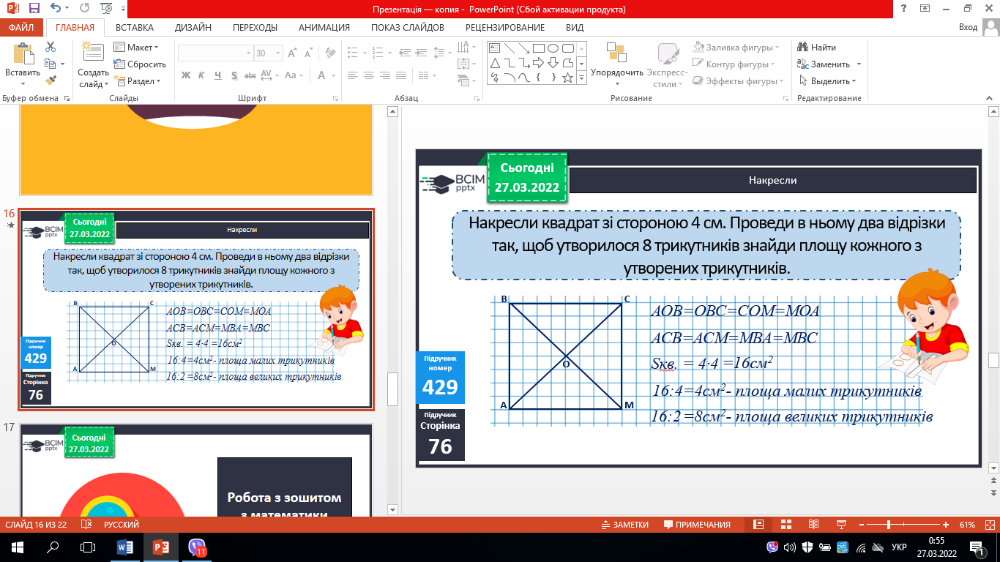 Презентація — копия - PowerPoint (Сбой активации продукта)
ФАЙЛ ГЛАВНАЯ ВСТАВКА ДИЗАЙН ПЕРЕХОДЫ АНИМАЦИЯ ПОКАЗ СЛАЙДОВ РЕЦЕНЗИРОВАНИЕ ВИД Вход
Вставить
Создать слайд
Макет
Сбросить
Раздел
30
Ж К Ч S abc AV Aa А
Упорядочить
Экспресс-стили
Заливка фигуры
Контур фигуры
Эффекты фигуры
Найти
Заменить
Выделить
Буфер обмена Слайды Шрифт Абзац Рисование Редактирование
16
Сьогодні
27.03.2022
BCIM
pptx
Накресли
Накресли квадрат зі стороною 4 см. Проведи в ньому два відрізки
так, щоб утворилося 8 трикутників знайди площу кожного з
утворених трикутників.
B C
O
A M
AOB=OBC=COM=MOA
ACB=ACM=MBA=MBC
Sкв. = 4·4 =16см²
16:4=4см²- площа малих трикутників
16:2 =8см²- площа великих трикутників
Підручник
номер
429
Підручник
Сторінка
76
17
Сьогодні
27.03.2022
BCIM
pptx
Робота з зошитом
з математики
Сьогодні
27.03.2022
BCIM
pptx
Накресли
Накресли квадрат зі стороною 4 см. Проведи в ньому два відрізки
так, щоб утворилося 8 трикутників знайди площу кожного з
утворених трикутників.
B C
O
A M
AOB=OBC=COM=MOA
ACB=ACM=MBA=MBC
Sкв. = 4·4 =16см²
16:4=4см²- площа малих трикутників
16:2 =8см²- площа великих трикутників
Підручник
номер
429
Підручник
Сторінка
76
СЛАЙД 16 ИЗ 22 РУССКИЙ ЗАМЕТКИ ПРИМЕЧАНИЯ 61%
11
УКР
0:55
27.03.2022
1